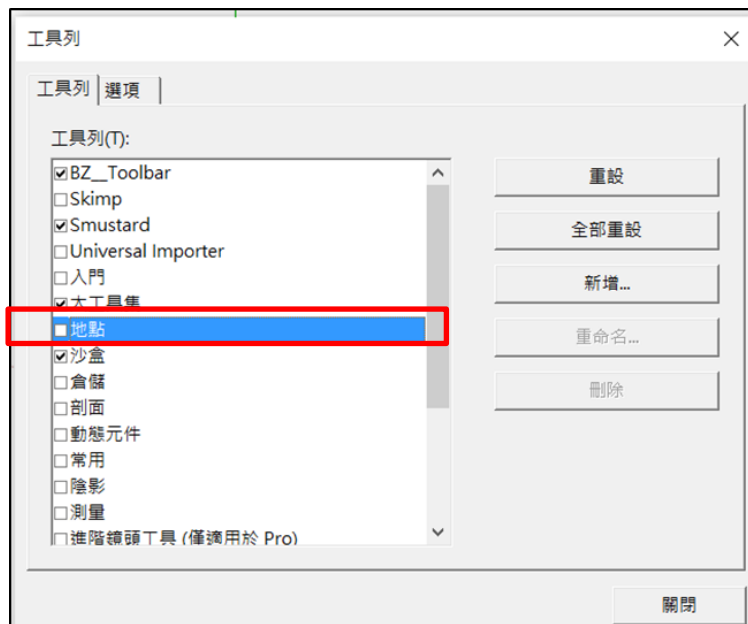 工具列
工具列
選項
工具列(T):
BZ__Toolbar
Skimp
Smustard
Universal Importer
入門
大工具集
地點
沙盒
倉儲
剖面
動態元件
常用
陰影
測量
進階鏡頭工具 (僅適用於 Pro)
重設
全部重設
新增...
重命名...
刪除
關閉